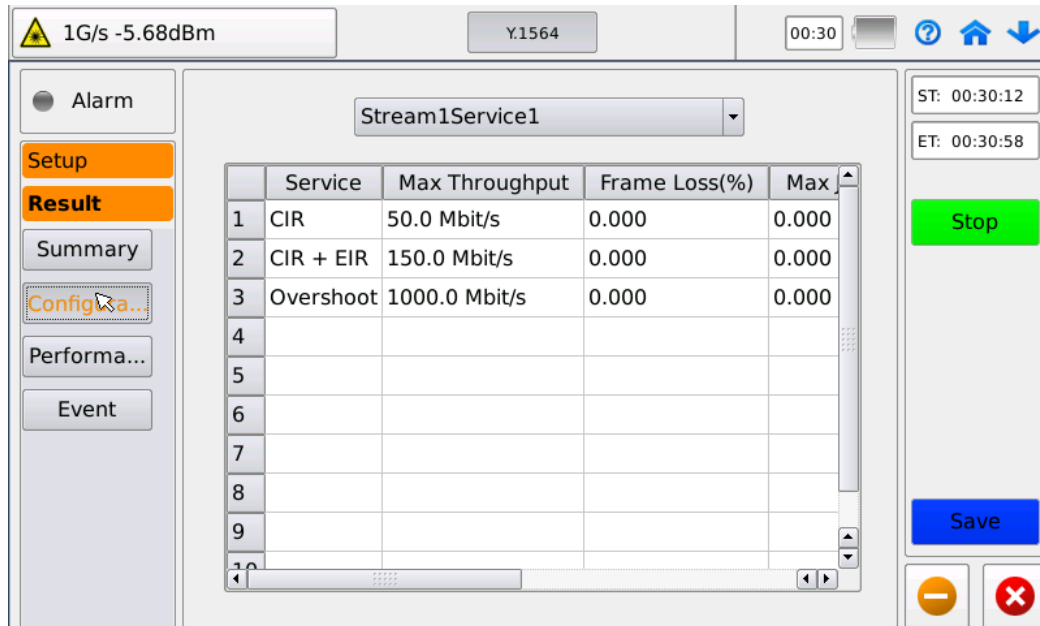 1G/s -5.68dBm
Y.1564
00:30
Alarm
Setup
Result
Summary
Configura...
Performa...
Event
Stream1Service1
Service Max Throughput Frame Loss(%) Max
1 CIR 50.0 Mbit/s 0.000 0.000
2 CIR + EIR 150.0 Mbit/s 0.000 0.000
3 Overshoot 1000.0 Mbit/s 0.000 0.000
4
5
6
7
8
9
10
ST: 00:30:12
ET: 00:30:58
Stop
Save